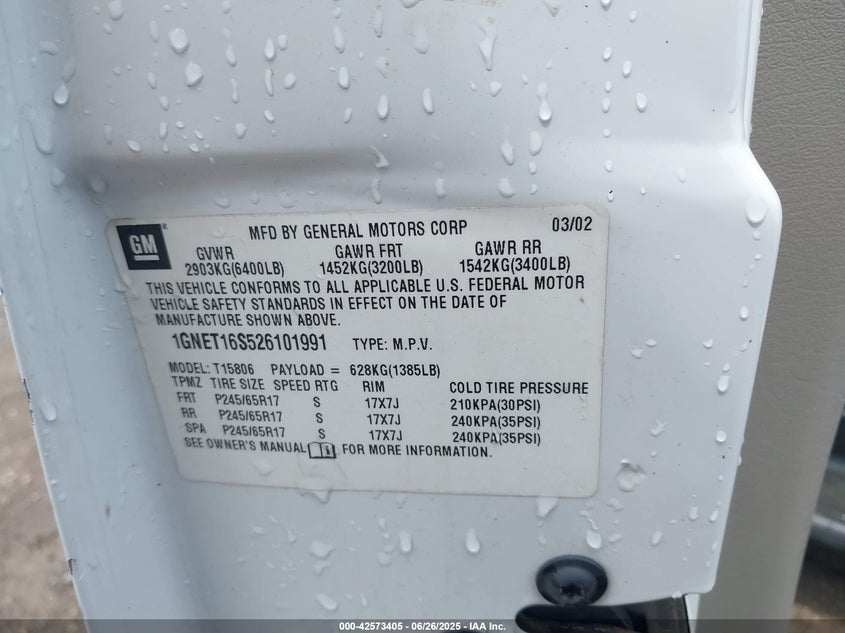 GM
MFD BY GENERAL MOTORS CORP 03/02
GVWR GAWR FRT GAWR RR
2903KG(6400LB) 1452KG(3200LB) 1542KG(3400LB)
THIS VEHICLE CONFORMS TO ALL APPLICABLE U.S. FEDERAL MOTOR
VEHICLE SAFETY STANDARDS IN EFFECT ON THE DATE OF
MANUFACTURE SHOWN ABOVE.
1GNET16S526101991 TYPE: M.P.V.
MODEL: T15806 PAYLOAD = 628KG(1385LB)
TPMZ TIRE SIZE SPEED RTG RIM COLD TIRE PRESSURE
FRT P245/65R17 S 17X7J 210KPA(30PSI)
RR P245/65R17 S 17X7J 240KPA(35PSI)
SPA P245/65R17 S 17X7J 240KPA(35PSI)
SEE OWNER'S MANUAL FOR MORE INFORMATION.
000-42573405 - 06/26/2025 - IAA Inc.